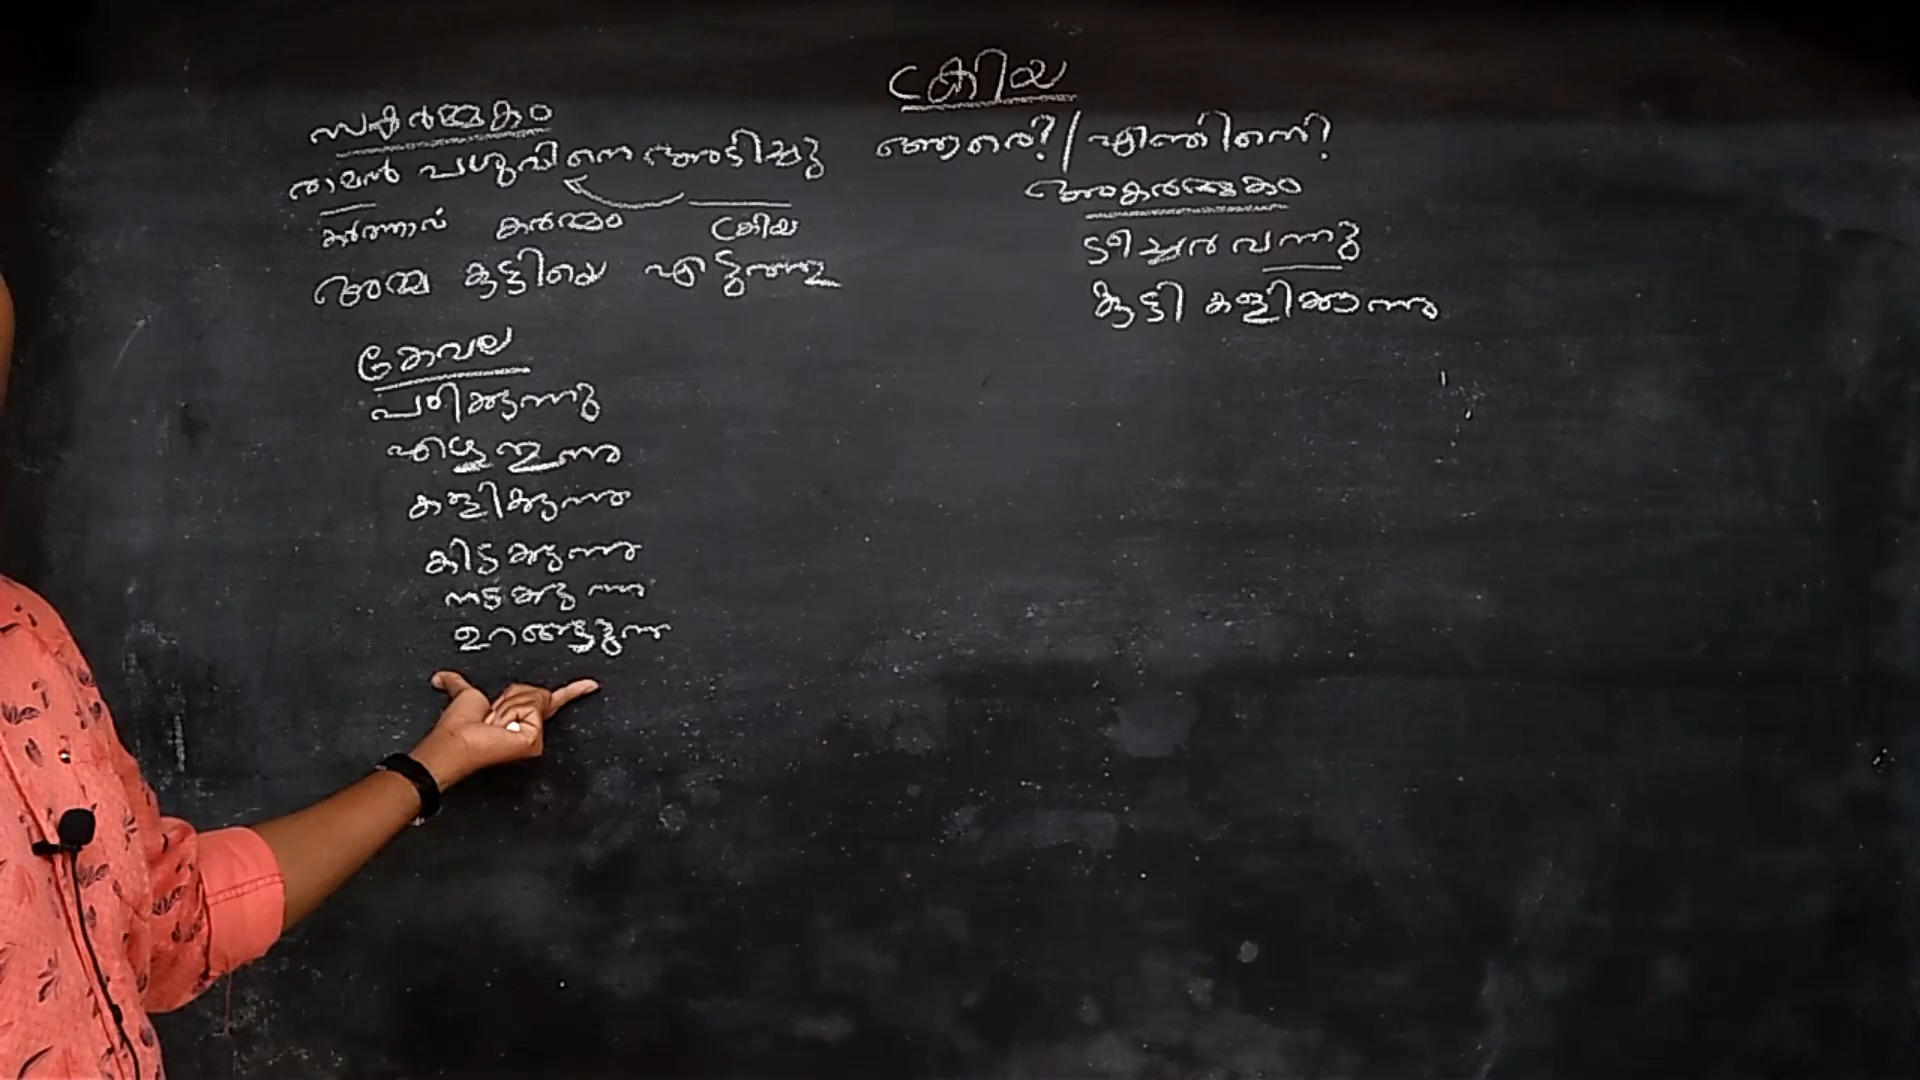 ക്രിയ
സകർമ്മകം
രാമൻ പശുവിനെ അടിച്ചു
കർത്താവ് കർമ്മം ക്രിയ
അമ്മ കുട്ടിയെ എടുത്തു
ആരെ? / എന്തിനെ?
അകർമ്മകം
ടീച്ചർ വന്നു
കുട്ടി കളിക്കുന്നു
കേവല
പഠിക്കുന്നു
എഴുതുന്നു
കളിക്കുന്നു
കിടക്കുന്നു
നടക്കുന്നു
ഉറങ്ങുന്നു